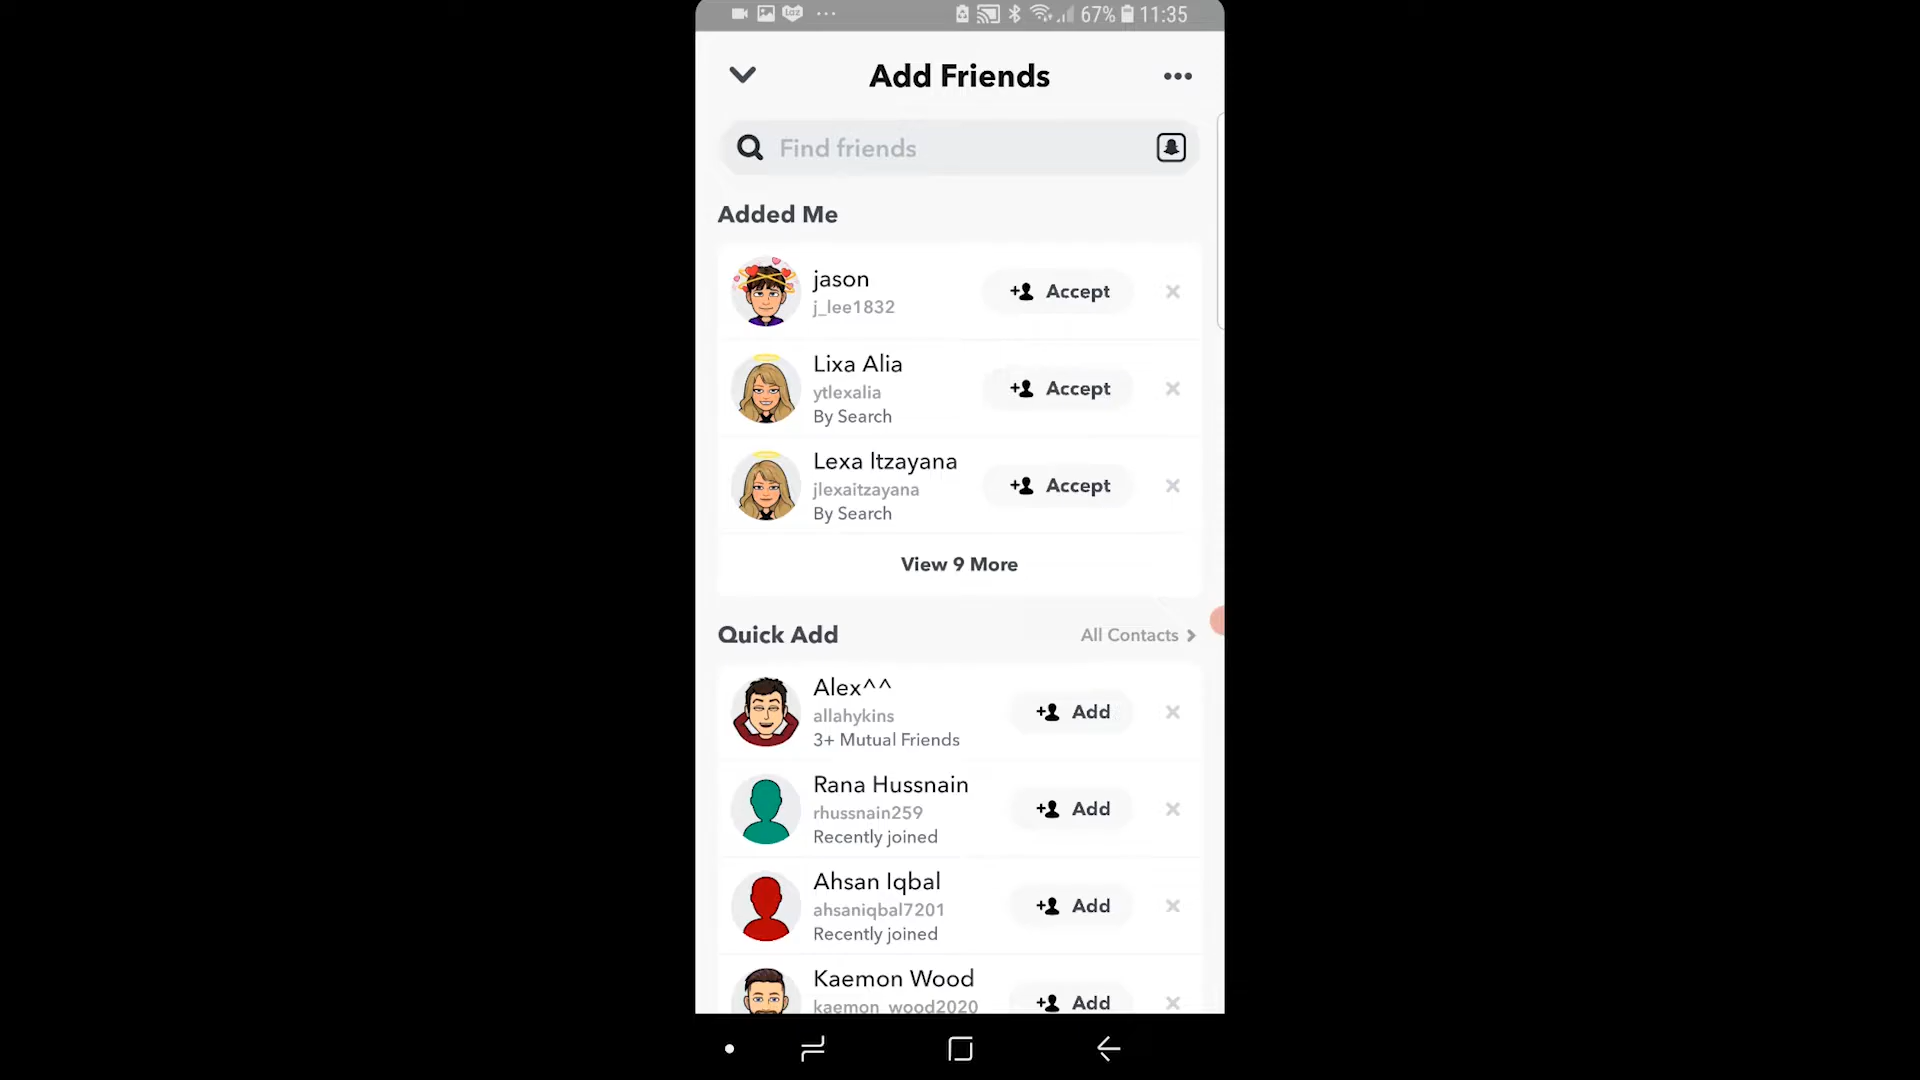 67% 11:35
Add Friends
Find friends
Added Me
jason
j_lee1832
Accept
Lixa Alia
ytlexalia
By Search
Accept
Lexa Itzayana
jlexaitzayana
By Search
Accept
View 9 More
Quick Add
All Contacts
Alex^^
allahykins
3+ Mutual Friends
Add
Rana Hussnain
rhussnain259
Recently joined
Add
Ahsan Iqbal
ahsaniqbal7201
Recently joined
Add
Kaemon Wood
kaemon_wood2020
Add